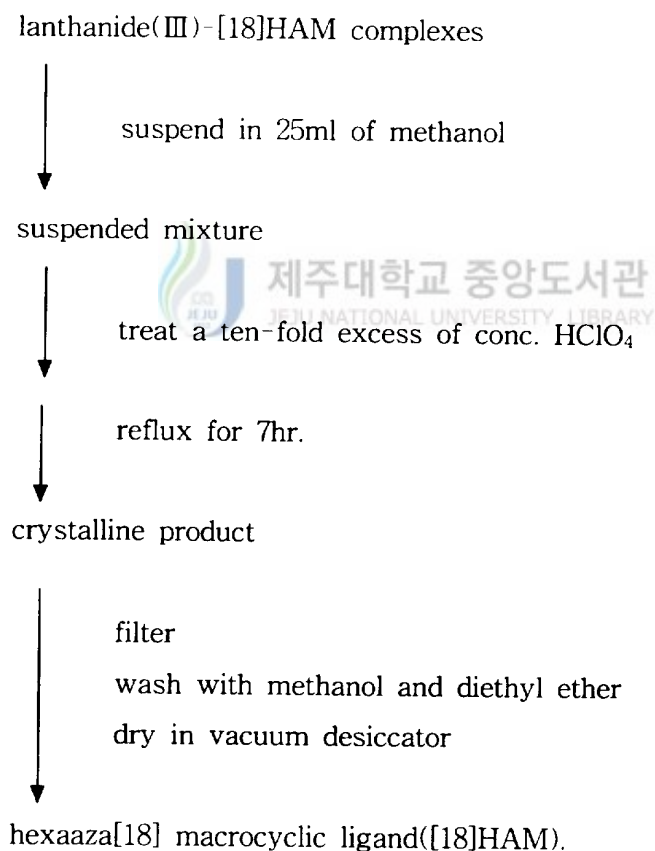 lanthanide(Ⅲ)-[18]HAM complexes
suspend in 25ml of methanol
suspended mixture
제주대학교 중앙도서관
JEJU NATIONAL UNIVERSITY LIBRARY
JEJU
treat a ten-fold excess of conc. HClO₄
reflux for 7hr.
crystalline product
filter
wash with methanol and diethyl ether
dry in vacuum desiccator
hexaaza[18] macrocyclic ligand([18]HAM).